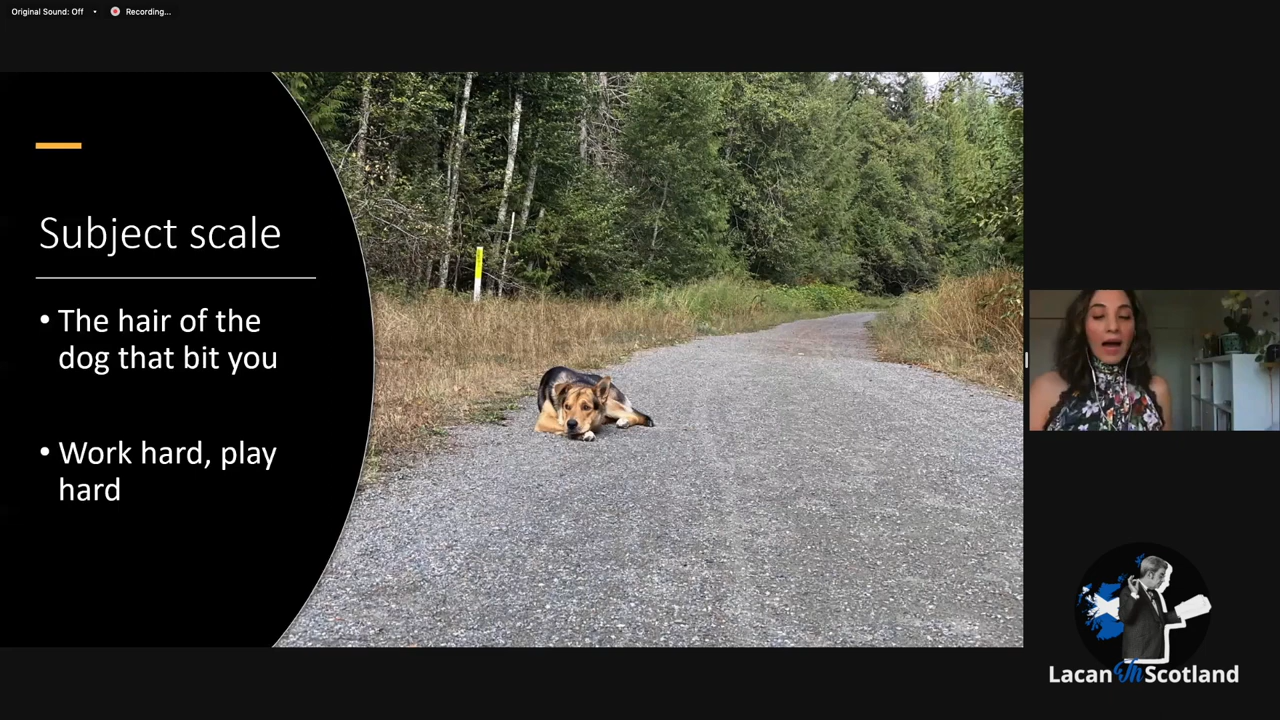 Original Sound: Off
Recording...
Subject scale
• The hair of the
dog that bit you
• Work hard, play
hard
Lacan In Scotland